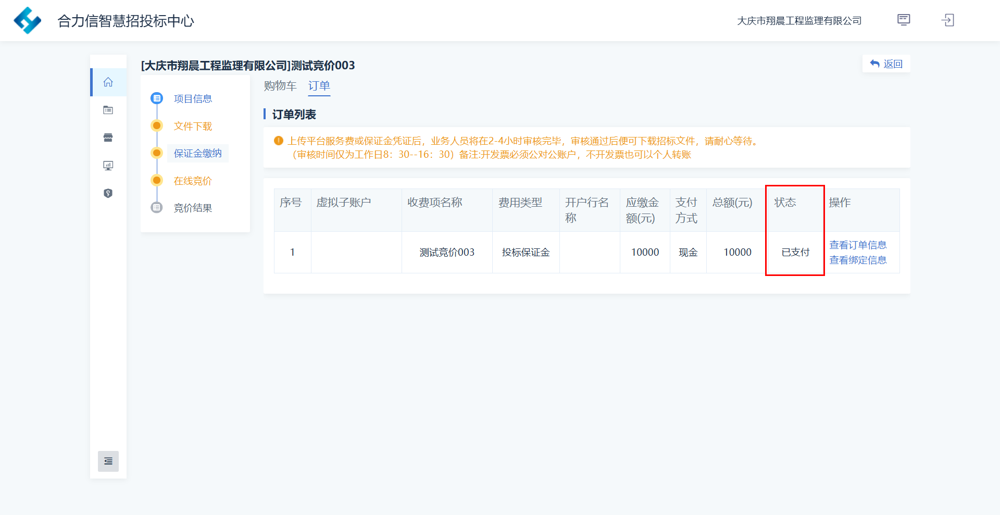 合力信智慧招投标中心
大庆市翔晨工程监理有限公司
[大庆市翔晨工程监理有限公司]测试竞价003
返回
项目信息
文件下载
保证金缴纳
在线竞价
竞价结果
购物车 订单
订单列表
上传平台服务费或保证金凭证后，业务人员将在2-4小时审核完毕，审核通过后便可下载招标文件，请耐心等待。
（审核时间仅为工作日8：30--16：30）备注:开发票必须公对公账户，不开发票也可以个人转账
序号 虚拟子账户 收费项名称 费用类型 开户行名称 应缴金额(元) 支付方式 总额(元) 状态 操作
1 测试竞价003 投标保证金 10000 现金 10000 已支付 查看订单信息
查看绑定信息